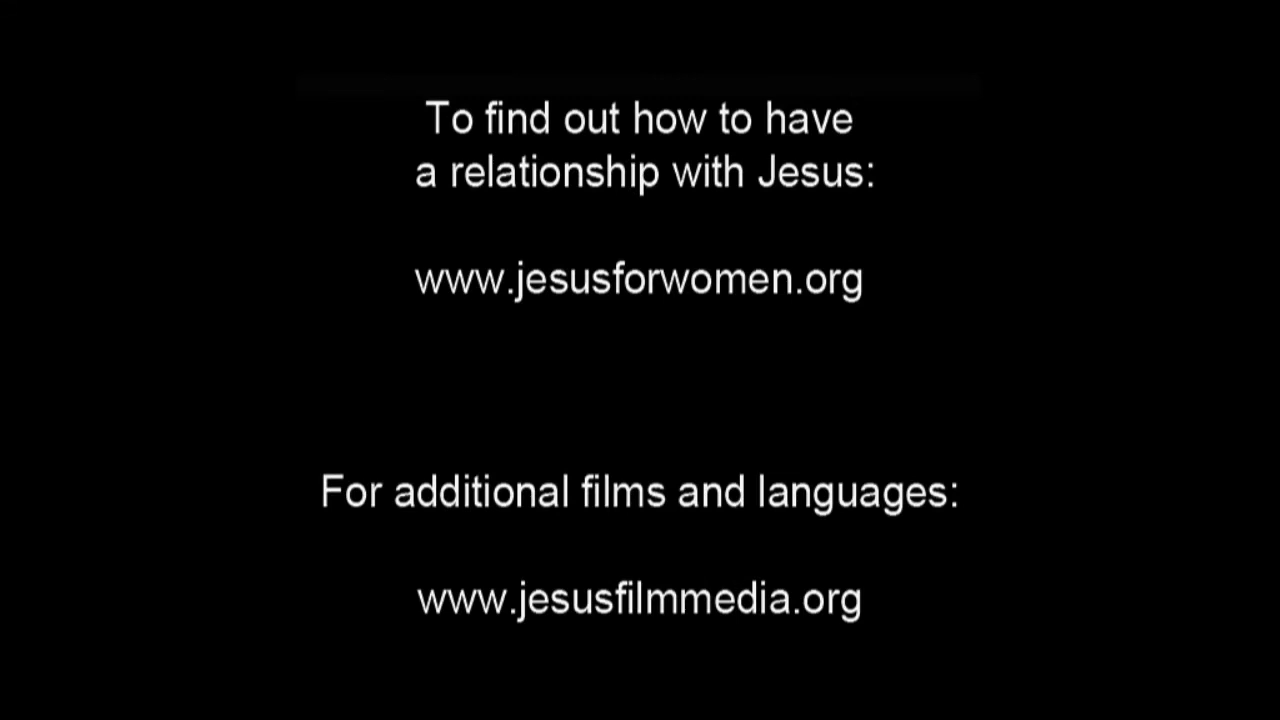 To find out how to have
a relationship with Jesus:
www.jesusforwomen.org
For additional films and languages:
www.jesusfilmmedia.org